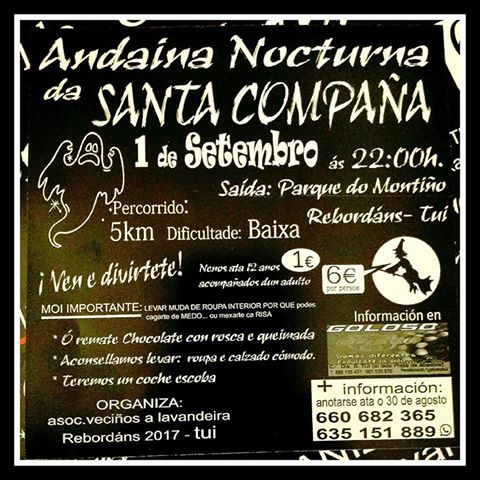 Andaina Nocturna
da SANTA COMPAÑA
1 de Setembro ás 22:00h.
Saída: Parque do Montiño
Rebordáns- Tui
Percorrido:
5km Dificultade: Baixa
¡Ven e divirtete!
Nenos ata 12 anos 1€
acompañados dun adulto
6€
por persoa
MOI IMPORTANTE: LEVAR MUDA DE ROUPA INTERIOR POR QUE podes
cagarte de MEDO... ou mexarte ca RISA
* Ó remate Chocolate con rosca e queimada
* Aconsellamos levar: roupa e calzado cómodo.
* Teremos un coche escoba
ORGANIZA:
asoc.veciños a lavandeira
Rebordáns 2017 - tui
Información en
GOLOSO
Somos diferentes
+ información:
anotarse ata o 30 de agosto
660 682 365
635 151 889